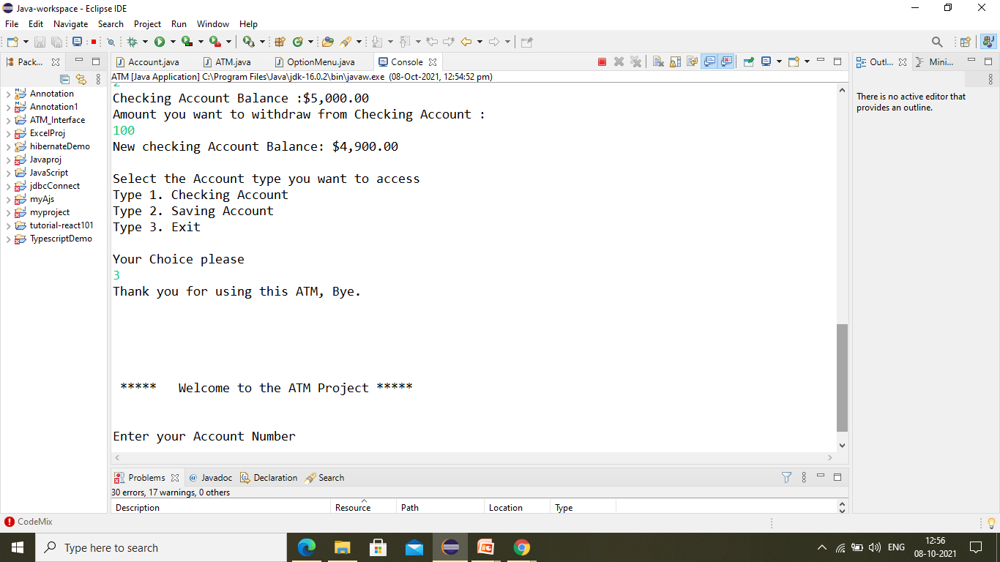 Java-workspace - Eclipse IDE
File Edit Navigate Search Project Run Window Help
Pack...
Account.java ATM.java OptionMenu.java Console
Outl... Mini...
ATM [Java Application] C:\Program Files\Java\jdk-16.0.2\bin\javaw.exe (08-Oct-2021, 12:54:52 pm)
Annotation
Annotation1
ATM_Interface
ExcelProj
hibernateDemo
Javaproj
JavaScript
jdbcConnect
myAjs
myproject
tutorial-react101
TypescriptDemo
2
Checking Account Balance :$5,000.00
Amount you want to withdraw from Checking Account :
100
New checking Account Balance: $4,900.00
Select the Account type you want to access
Type 1. Checking Account
Type 2. Saving Account
Type 3. Exit
Your Choice please
3
Thank you for using this ATM, Bye.
***** Welcome to the ATM Project *****
Enter your Account Number
There is no active editor that
provides an outline.
Problems @ Javadoc Declaration Search
30 errors, 17 warnings, 0 others
Description Resource Path Location Type
CodeMix
Type here to search
ENG
12:56
08-10-2021